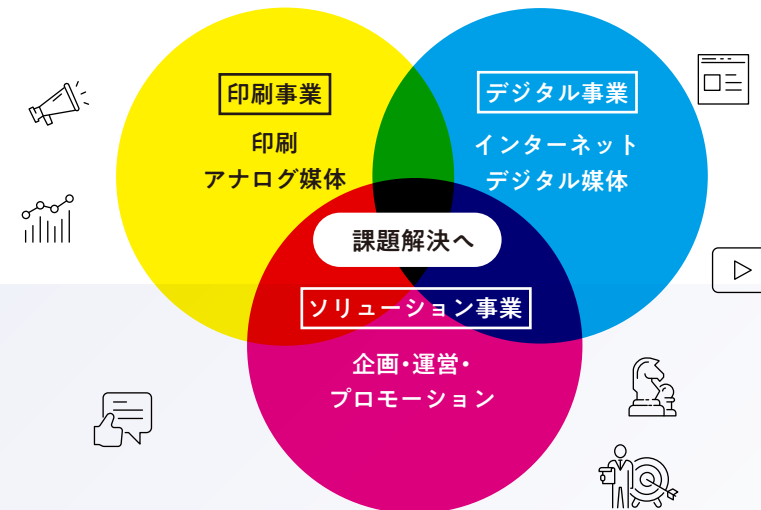 印刷事業
印刷
アナログ媒体
デジタル事業
インターネット
デジタル媒体
課題解決へ
ソリューション事業
企画・運営・
プロモーション